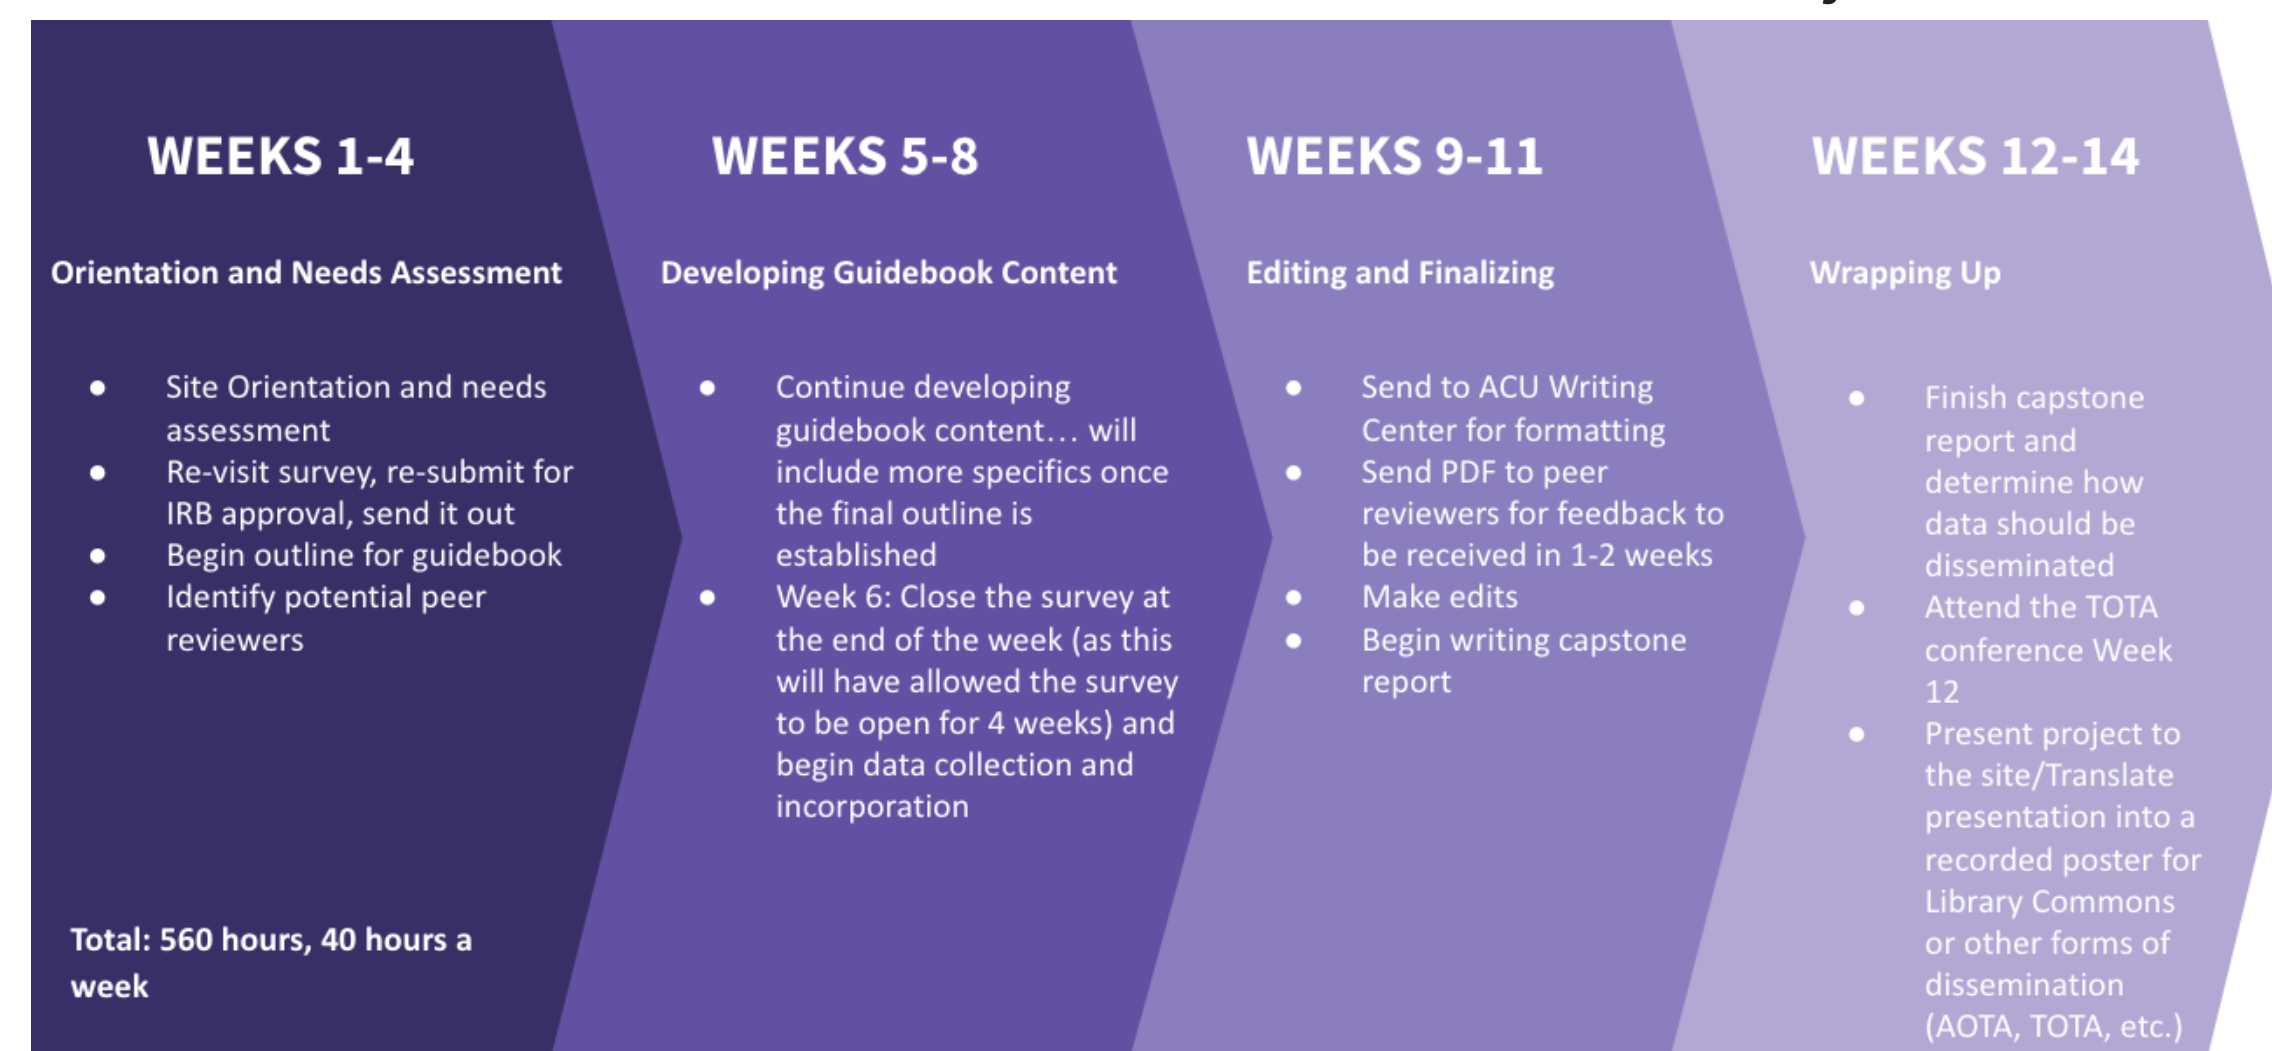 WEEKS 1-4
Orientation and Needs Assessment
● Site Orientation and needs
assessment
● Re-visit survey, re-submit for
IRB approval, send it out
● Begin outline for guidebook
● Identify potential peer
reviewers
Total: 560 hours, 40 hours a
week
WEEKS 5-8
Developing Guidebook Content
● Continue developing
guidebook content... will
include more specifics once
the final outline is
established
● Week 6: Close the survey at
the end of the week (as this
will have allowed the survey
to be open for 4 weeks) and
begin data collection and
incorporation
WEEKS 9-11
Editing and Finalizing
● Send to ACU Writing
Center for formatting
● Send PDF to peer
reviewers for feedback to
be received in 1-2 weeks
● Make edits
● Begin writing capstone
report
WEEKS 12-14
Wrapping Up
● Finish capstone
report and
determine how
data should be
disseminated
● Attend the TOTA
conference Week
12
● Present project to
the site/Translate
presentation into a
recorded poster for
Library Commons
or other forms of
dissemination
(AOTA, TOTA, etc.)